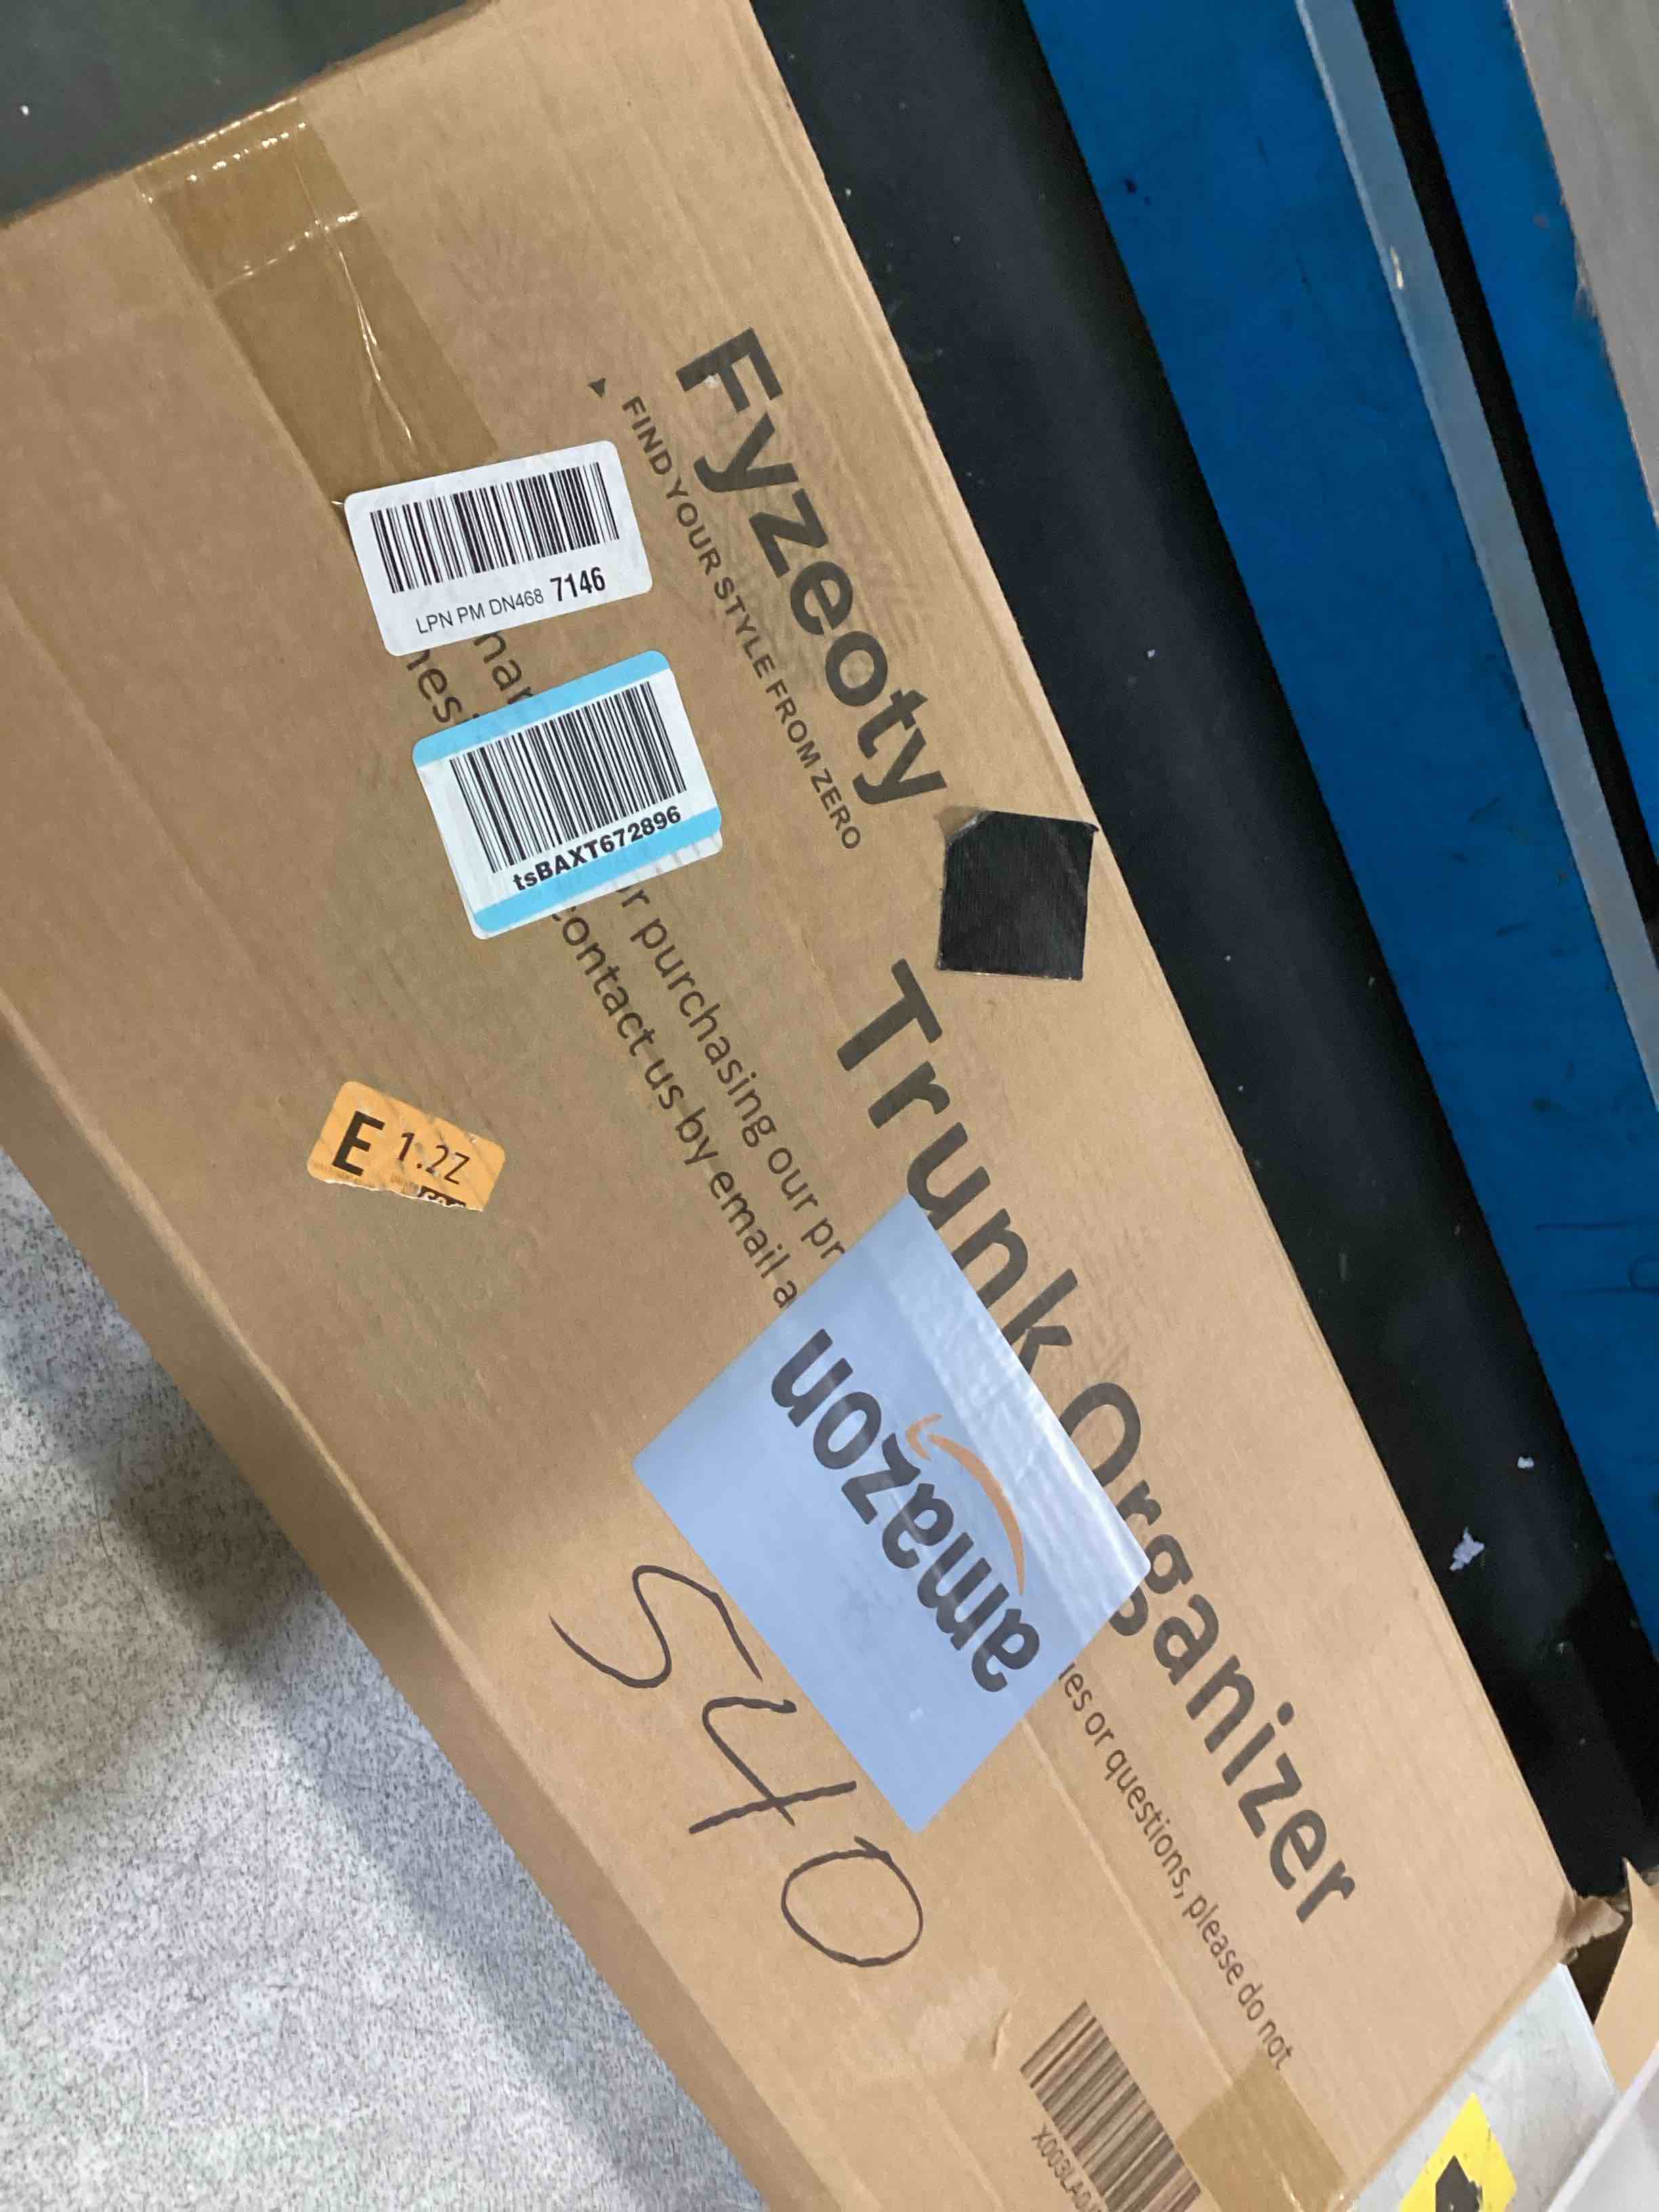 Fyzeoty Trunk Organizer
FIND YOUR STYLE FROM ZERO
r purchasing our pr
ies or questions, please do not
contact us by email a
LPN PM DN468 7146
tsBAXT672896
E 1.2Z
amazon
540